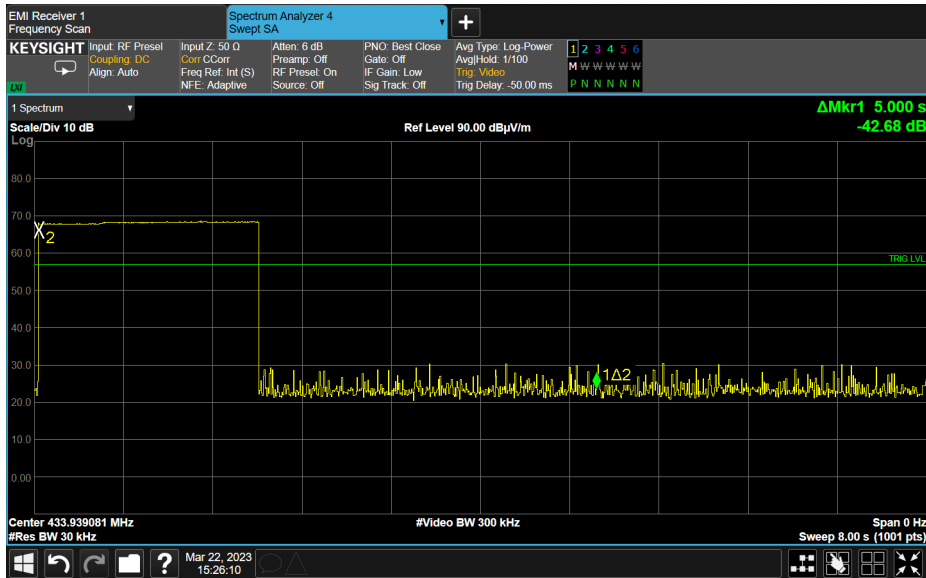 EMI Receiver 1
Frequency Scan
Spectrum Analyzer 4
Swept SA
KEYSIGHT
LXI
Input: RF Presel
Coupling: DC
Align: Auto
Input Z: 50 Ω
Corr CCorr
Freq Ref: Int (S)
NFE: Adaptive
Atten: 6 dB
Preamp: Off
RF Presel: On
Source: Off
PNO: Best Close
Gate: Off
IF Gain: Low
Sig Track: Off
Avg Type: Log-Power
Avg|Hold: 1/100
Trig: Video
Trig Delay: -50.00 ms
1 2 3 4 5 6
M W W W W W
P N N N N N
1 Spectrum
Scale/Div 10 dB
Log
Ref Level 90.00 dBµV/m
ΔMkr1 5.000 s
-42.68 dB
80.0
70.0
60.0
50.0
40.0
30.0
20.0
10.0
0.00
2
TRIG LVL
1Δ2
Center 433.939081 MHz
#Res BW 30 kHz
#Video BW 300 kHz
Span 0 Hz
Sweep 8.00 s (1001 pts)
?
Mar 22, 2023
15:26:10